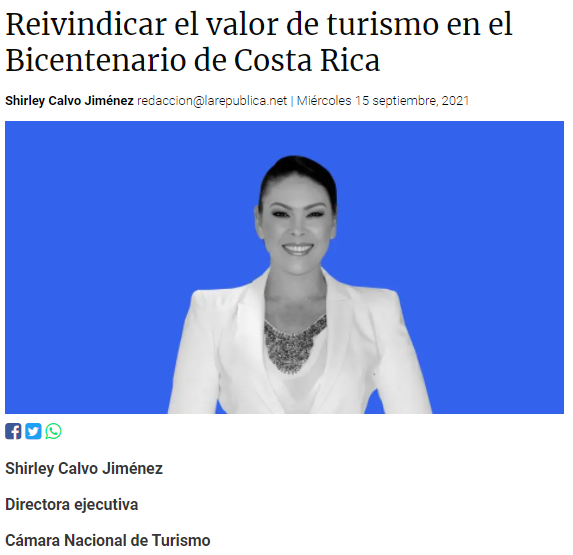 Reivindicar el valor de turismo en el
Bicentenario de Costa Rica
Shirley Calvo Jiménez redaccion@larepublica.net | Miércoles 15 septiembre, 2021
Shirley Calvo Jiménez
Directora ejecutiva
Cámara Nacional de Turismo